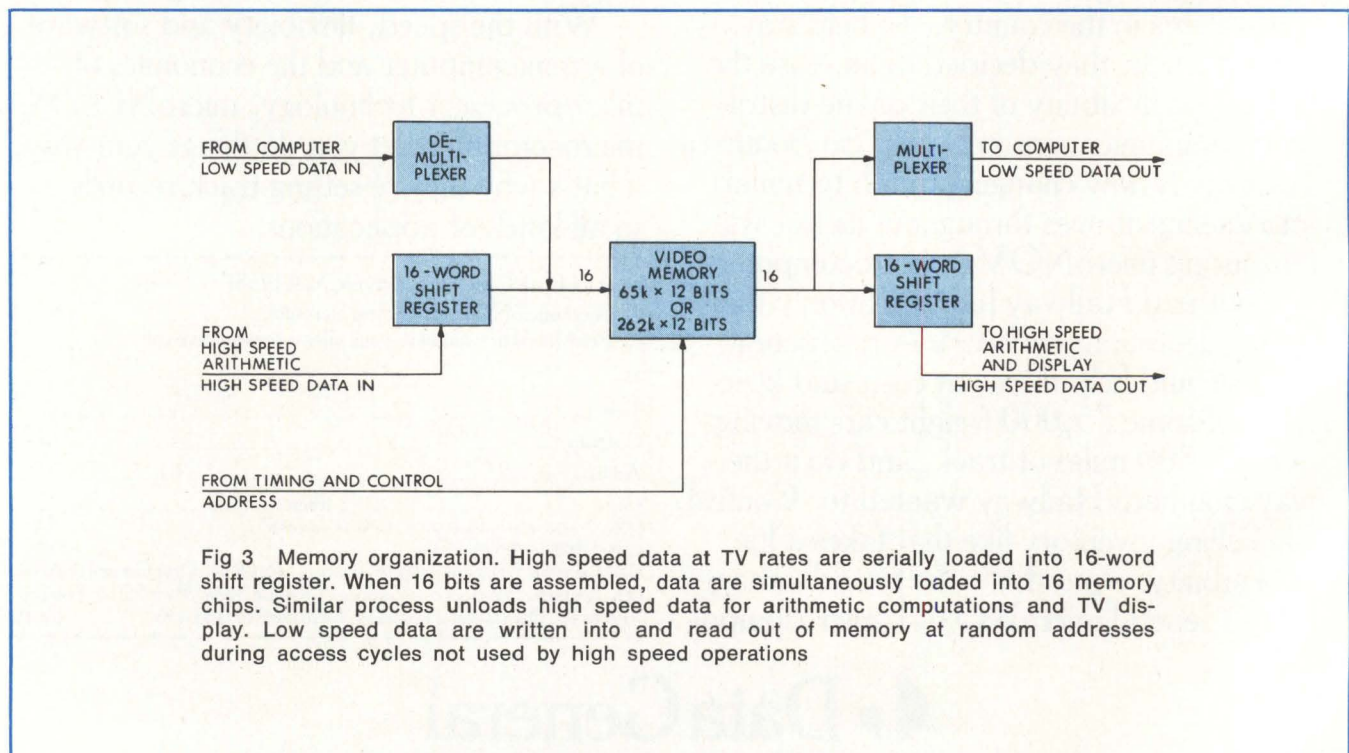 FROM COMPUTER
LOW SPEED DATA IN
DE-
MULTI-
PLEXER
MULTI-
PLEXER
TO COMPUTER
LOW SPEED DATA OUT
16-WORD
SHIFT
REGISTER
16
VIDEO
MEMORY
65k × 12 BITS
OR
262k × 12 BITS
16
16-WORD
SHIFT
REGISTER
FROM
HIGH SPEED
ARITHMETIC
HIGH SPEED DATA IN
TO HIGH SPEED
ARITHMETIC
AND DISPLAY
HIGH SPEED DATA OUT
FROM TIMING AND CONTROL
ADDRESS
Fig 3 Memory organization. High speed data at TV rates are serially loaded into 16-word
shift register. When 16 bits are assembled, data are simultaneously loaded into 16 memory
chips. Similar process unloads high speed data for arithmetic computations and TV dis-
play. Low speed data are written into and read out of memory at random addresses
during access cycles not used by high speed operations